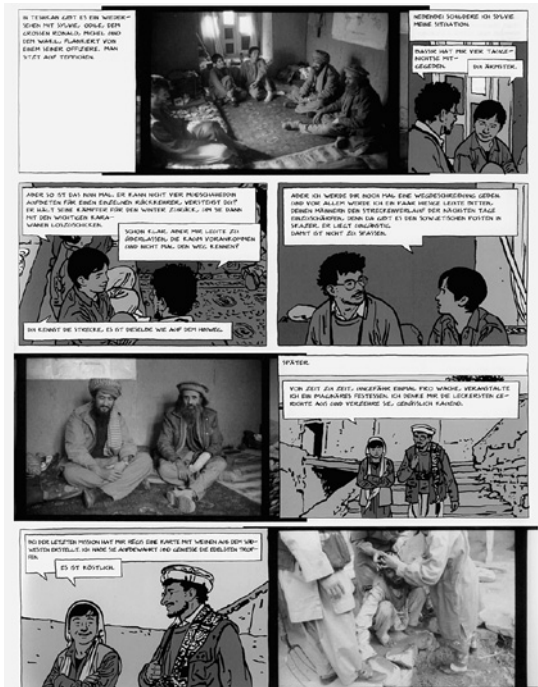 IN TESHKAN GIBT ES EIN WIEDER-
SEHEN MIT SYLVIE, ODILE, DEM
GROSSEN RONALD, MICHEL UND
DEM WAKIL, FLANKIERT VON
EINEM SEINER OFFIZIERE. MAN
SITZT AUF TEPPICHEN.
NEBENBEI SCHILDERE ICH SYLVIE
MEINE SITUATION.
HAT MIR VIER TAUGE-
NICHTSE MIT-
GEGEBEN.
DU ÄRMSTER.
ABER SO IST DAS NUN MAL. ER KANN NICHT VIER MUDSCHAHEDDIN
AUFBIETEN FÜR EINEN EINZELNEN RÜCKKEHRER, VERSTEHST DU?
ER HÄLT SEINE KÄMPFER FÜR DEN WINTER ZURÜCK, UM SIE DANN
MIT DEN WICHTIGEN KARA-
WANEN LOSZUSCHICKEN.
SCHON KLAR. ABER MIR LEUTE ZU
ÜBERLASSEN, DIE KAUM VORANKOMMEN
UND NICHT MAL DEN WEG KENNEN?
DU KENNST DIE STRECKE, ES IST DIESELBE WIE AUF DEM HINWEG.
ABER ICH WERDE DIR NOCH MAL EINE WEGBESCHREIBUNG GEBEN.
UND VOR ALLEM WERDE ICH EIN PAAR HIESIGE LEUTE BITTEN,
DEINEN MÄNNERN DEN STRECKENVERLAUF DER NÄCHSTEN TAGE
EINZUSCHÄRFEN, DENN DA GIBT ES DEN SOWJETISCHEN POSTEN IN
SKAZER. ER LIEGT UNGÜNSTIG.
DAMIT IST NICHT ZU SPASSEN.
SPÄTER.
VON ZEIT ZU ZEIT, UNGEFÄHR EINMAL PRO WOCHE, VERANSTALTE
ICH EIN IMAGINÄRES FESTESSEN. ICH DENKE MIR DIE LECKERSTEN GE-
RICHTE AUS UND VERZEHRE SIE, GENÜSSLICH KAUEND.
BEI DER LETZTEN MISSION HAT MIR RÉGIS EINE KARTE MIT WEINEN AUS DEM SÜD-
WESTEN ERSTELLT. ICH HABE SIE AUFBEWAHRT UND GENIESSE DIE EDELSTEN TROP-
FEN.
ES IST KÖSTLICH.